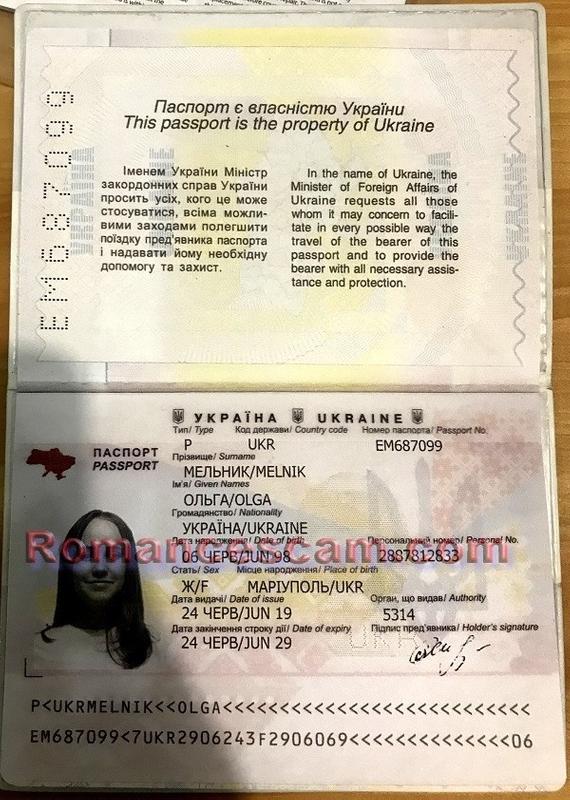 EM687099
Паспорт є власністю України
This passport is the property of Ukraine
Іменем України Міністр
закордонних справ України
просить усіх, кого це може
стосуватися, всіма можли-
вими заходами полегшити
поїздку пред'явника паспорта
і надавати йому необхідну
допомогу та захист.
In the name of Ukraine, the
Minister of Foreign Affairs of
Ukraine requests all those
whom it may concern to facili-
tate in every possible way the
travel of the bearer of this
passport and to provide the
bearer with all necessary assis-
tance and protection.
УКРАЇНА UKRAINE
ПАСПОРТ
PASSPORT
Тип/ Type Код держави/ Country code Номер паспорта/ Passport No.
P UKR EM687099
Прізвище/ Surname
МЕЛЬНИК/MELNIK
Ім'я/ Given Names
ОЛЬГА/OLGA
Громадянство/ Nationality
УКРАЇНА/UKRAINE
Дата народження/ Date of birth Персональний номер/ Personal No.
06 ЧЕРВ/JUN 98 2887812833
Romancescam.com
Стать/ Sex Місце народження/ Place of birth
Ж/F МАРІУПОЛЬ/UKR
Дата видачі/ Date of issue Орган, що видав/ Authority
24 ЧЕРВ/JUN 19 5314
Дата закінчення строку дії/ Date of expiry Підпис пред'явника/ Holder's signature
24 ЧЕРВ/JUN 29
P<UKRMELNIK<<OLGA<<<<<<<<<<<<<<<<<<<<<<<<<<<
EM687099<7UKR2906243F2906069<<<<<<<<<<<<<<06